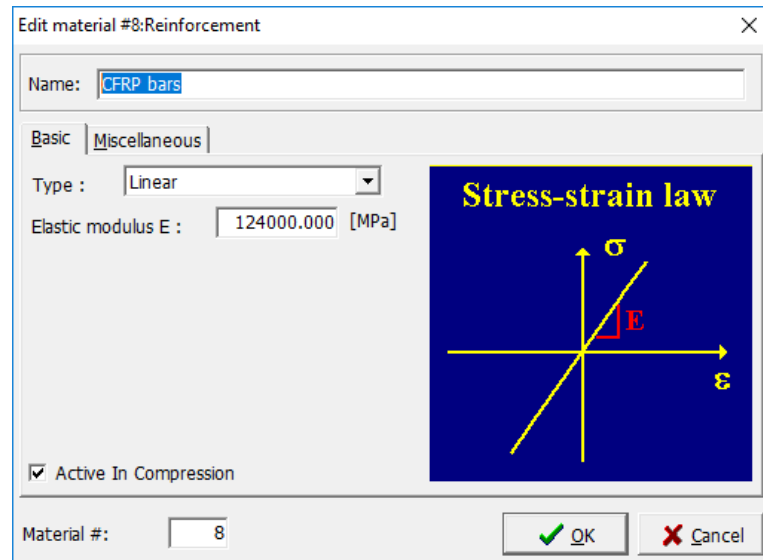 Edit material #8:Reinforcement
Name: CFRP bars
Basic Miscellaneous
Type : Linear
Elastic modulus E : 124000.000 [MPa]
Stress-strain law
σ
E
ε
Active In Compression
Material #: 8 OK Cancel